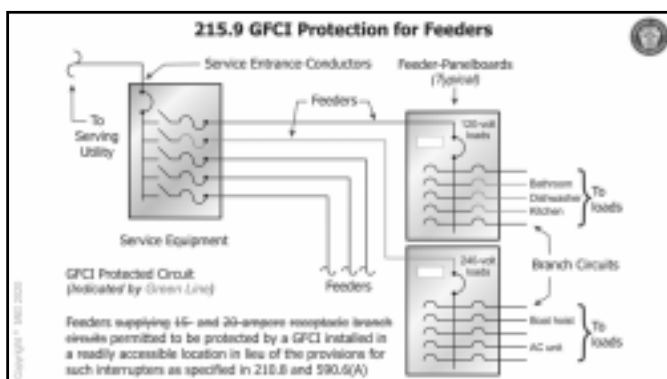 215.9 GFCI Protection for Feeders
Service Entrance Conductors
Feeder-Panelboards
(Typical)
Feeders
To
Serving
Utility
120-volt
loads
Bathroom
Dishwasher
Kitchen
To
loads
Service Equipment
Branch Circuits
240-volt
loads
GFCI Protected Circuit
(Indicated by Green Line)
Feeders
Boat hoist
AC unit
To
loads
Feeders supplying 15- and 20-ampere receptacle branch
circuits permitted to be protected by a GFCI installed in
a readily accessible location in lieu of the provisions for
such interrupters as specified in 210.8 and 590.6(A)
Copyright © IAEI 2020